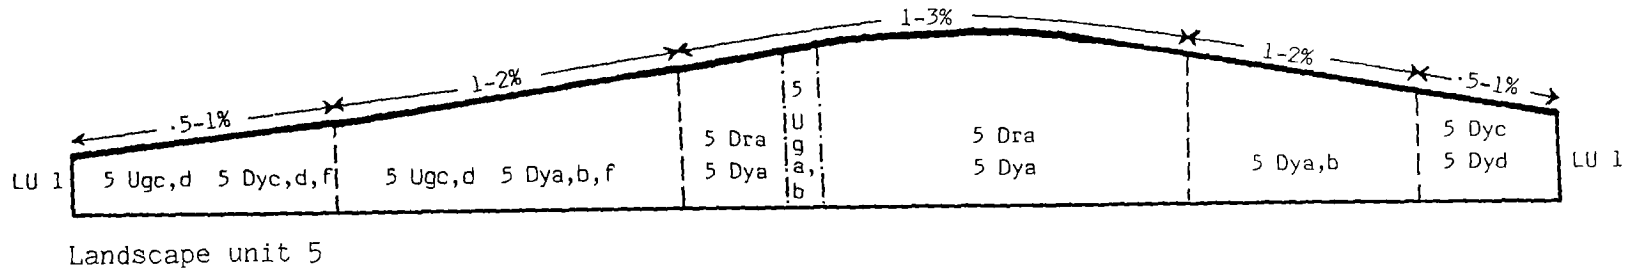 1-3%
1-2%
1-2%
.5-1%
.5-1%
5 Ugc,d 5 Dyc,d,f
5 Ugc,d 5 Dya,b,f
5 Dra
5 Dya
5 Uga,b
5 Dra
5 Dya
5 Dya,b
5 Dyc
5 Dyd
LU 1
LU 1
Landscape unit 5